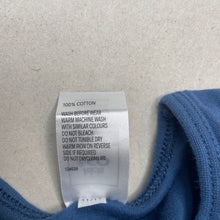 100% COTTON
WASH BEFORE WEAR
WARM MACHINE WASH
WITH SIMILAR COLOURS
DO NOT BLEACH
DO NOT TUMBLE DRY
WARM IRON ON REVERSE
SIDE IF REQUIRED
DO NOT DRYCLEAN